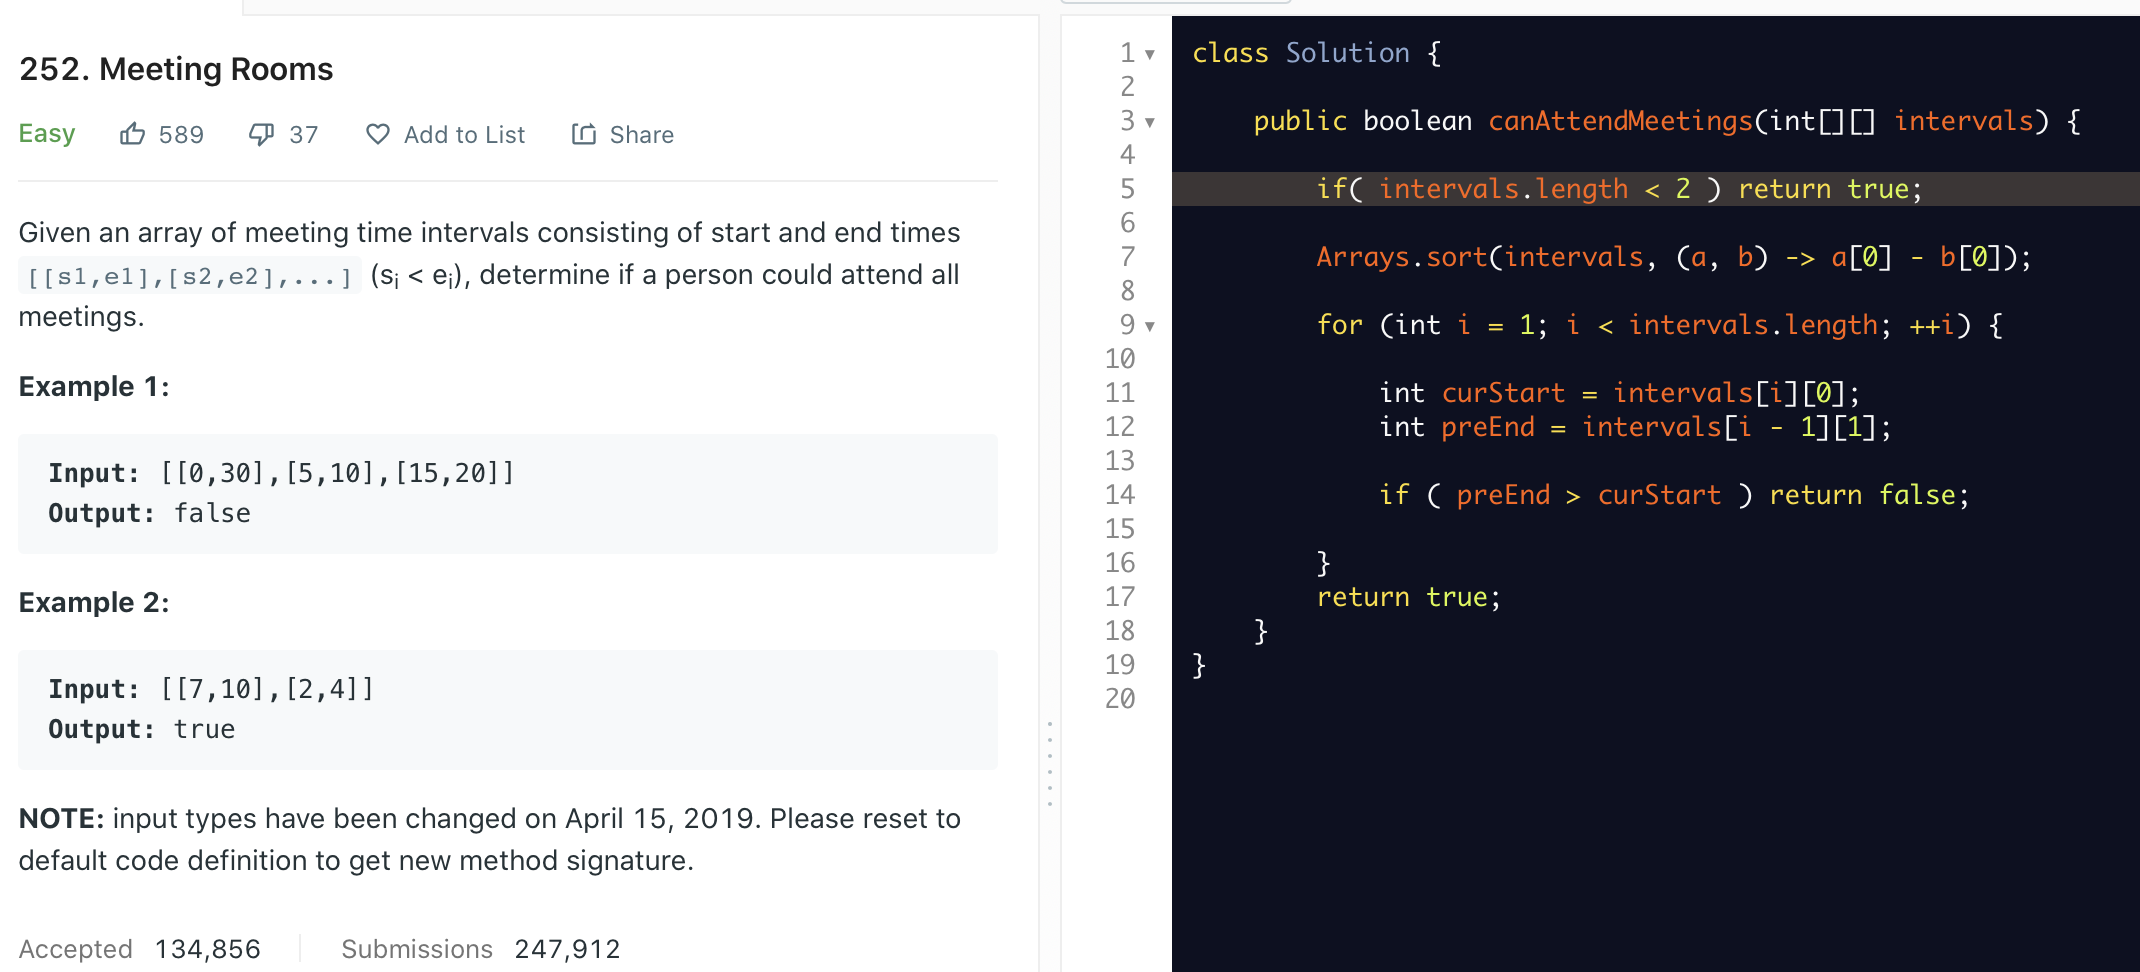 252. Meeting Rooms
Easy 589 37 Add to List Share
Given an array of meeting time intervals consisting of start and end times
[[s1,e1],[s2,e2],...] (si < ei), determine if a person could attend all
meetings.
Example 1:
Input: [[0,30],[5,10],[15,20]]
Output: false
Example 2:
Input: [[7,10],[2,4]]
Output: true
NOTE: input types have been changed on April 15, 2019. Please reset to
default code definition to get new method signature.
Accepted 134,856 Submissions 247,912
1 class Solution {
2
3 public boolean canAttendMeetings(int[][] intervals) {
4
5 if( intervals.length < 2 ) return true;
6
7 Arrays.sort(intervals, (a, b) -> a[0] - b[0]);
8
9 for (int i = 1; i < intervals.length; ++i) {
10
11 int curStart = intervals[i][0];
12 int preEnd = intervals[i - 1][1];
13
14 if ( preEnd > curStart ) return false;
15
16 }
17 return true;
18 }
19 }
20